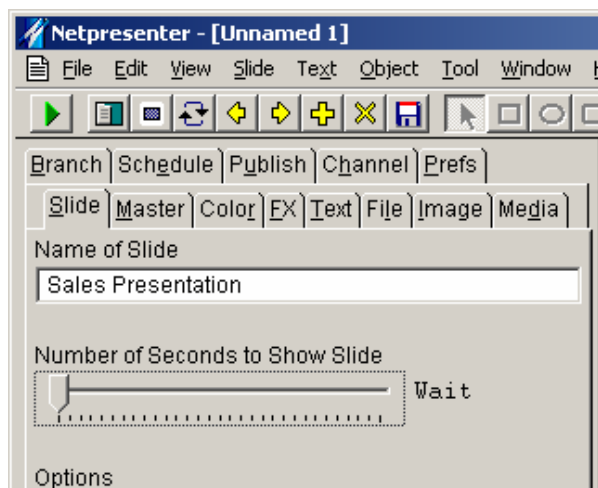 Netpresenter - [Unnamed 1]
File Edit View Slide Text Object Tool Window
Branch Schedule Publish Channel Prefs
Slide Master Color FX Text File Image Media
Name of Slide
Sales Presentation
Number of Seconds to Show Slide
Wait
Options